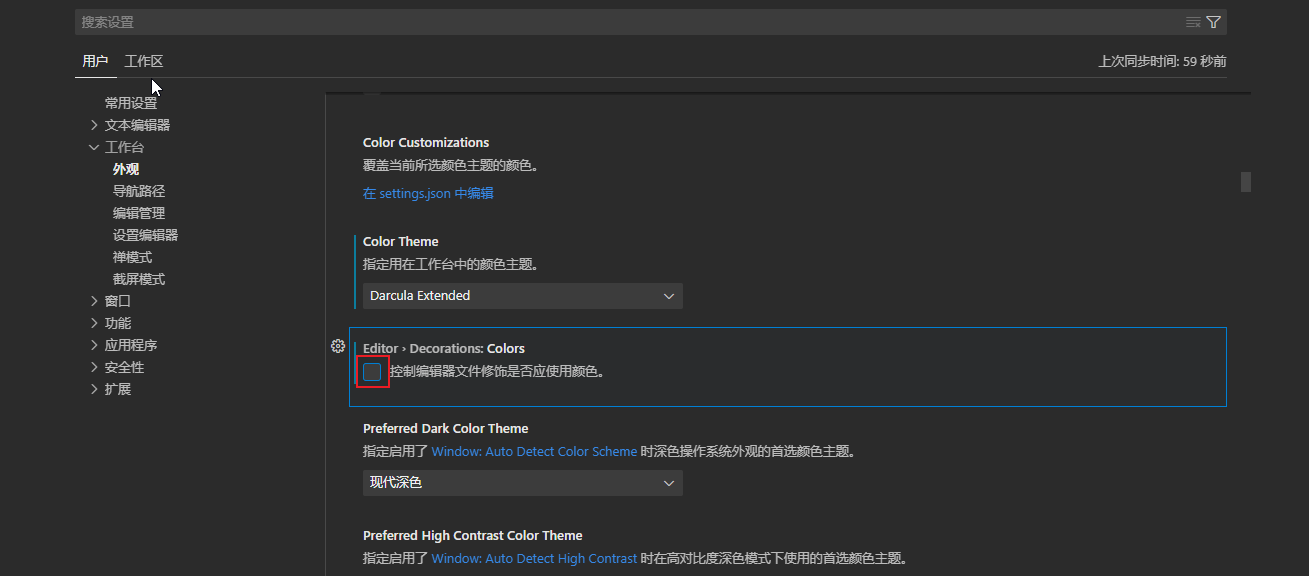 搜索设置
用户 工作区 上次同步时间: 59 秒前
常用设置
文本编辑器
工作台
外观
导航路径
编辑管理
设置编辑器
禅模式
截屏模式
窗口
功能
应用程序
安全性
扩展
Color Customizations
覆盖当前所选颜色主题的颜色。
在 settings.json 中编辑
Color Theme
指定用在工作台中的颜色主题。
Darcula Extended
Editor › Decorations: Colors
控制编辑器文件修饰是否应使用颜色。
Preferred Dark Color Theme
指定启用了 Window: Auto Detect Color Scheme 时深色操作系统外观的首选颜色主题。
现代深色
Preferred High Contrast Color Theme
指定启用了 Window: Auto Detect High Contrast 时在高对比度深色模式下使用的首选颜色主题。